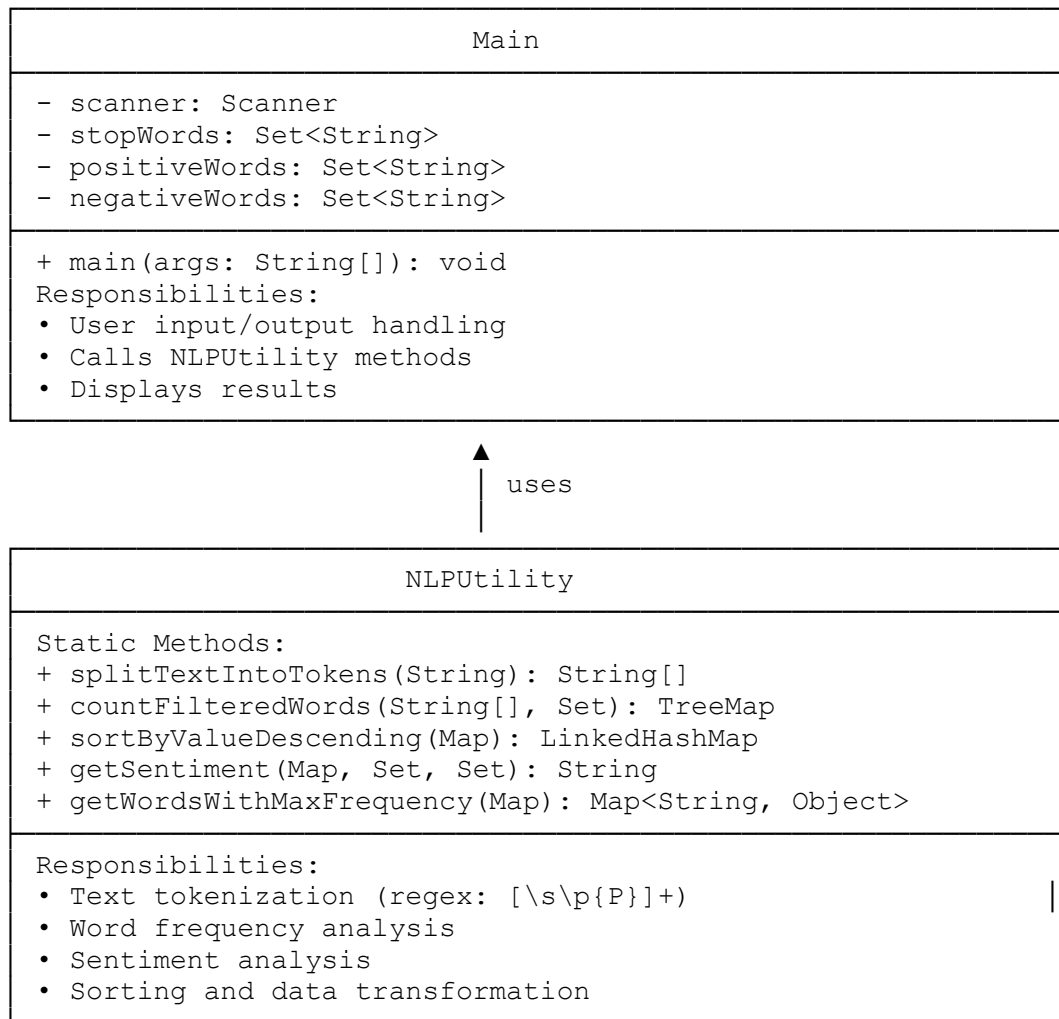 Main
- scanner: Scanner
- stopWords: Set<String>
- positiveWords: Set<String>
- negativeWords: Set<String>
+ main(args: String[]): void
Responsibilities:
• User input/output handling
• Calls NLPUtility methods
• Displays results
uses
NLPUtility
Static Methods:
+ splitTextIntoTokens(String): String[]
+ countFilteredWords(String[], Set): TreeMap
+ sortByValueDescending(Map): LinkedHashMap
+ getSentiment(Map, Set, Set): String
+ getWordsWithMaxFrequency(Map): Map<String, Object>
Responsibilities:
• Text tokenization (regex: [\s\p{P}]+)
• Word frequency analysis
• Sentiment analysis
• Sorting and data transformation